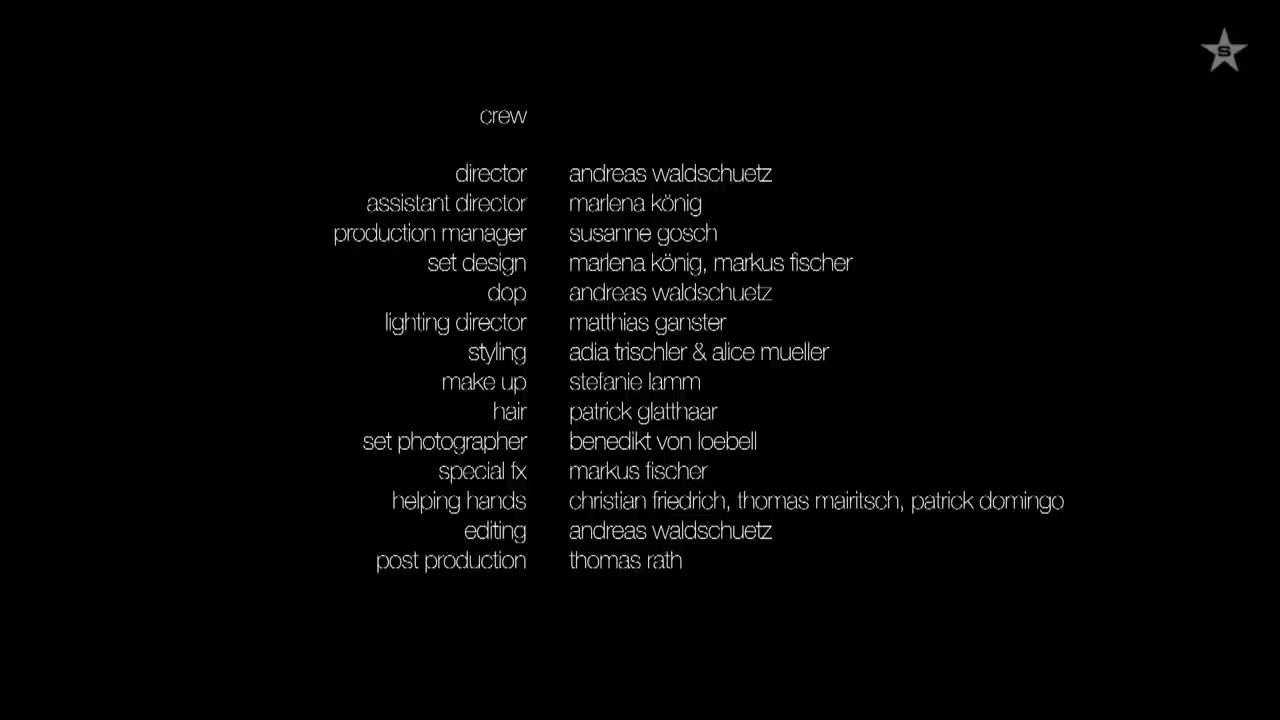 S
crew
director andreas waldschuetz
assistant director marlena könig
production manager susanne gosch
set design marlena könig, markus fischer
dop andreas waldschuetz
lighting director matthias ganster
styling adia trischler & alice mueller
make up stefanie lamm
hair patrick glatthaar
set photographer benedikt von loebell
special fx markus fischer
helping hands christian friedrich, thomas mairitsch, patrick domingo
editing andreas waldschuetz
post production thomas rath